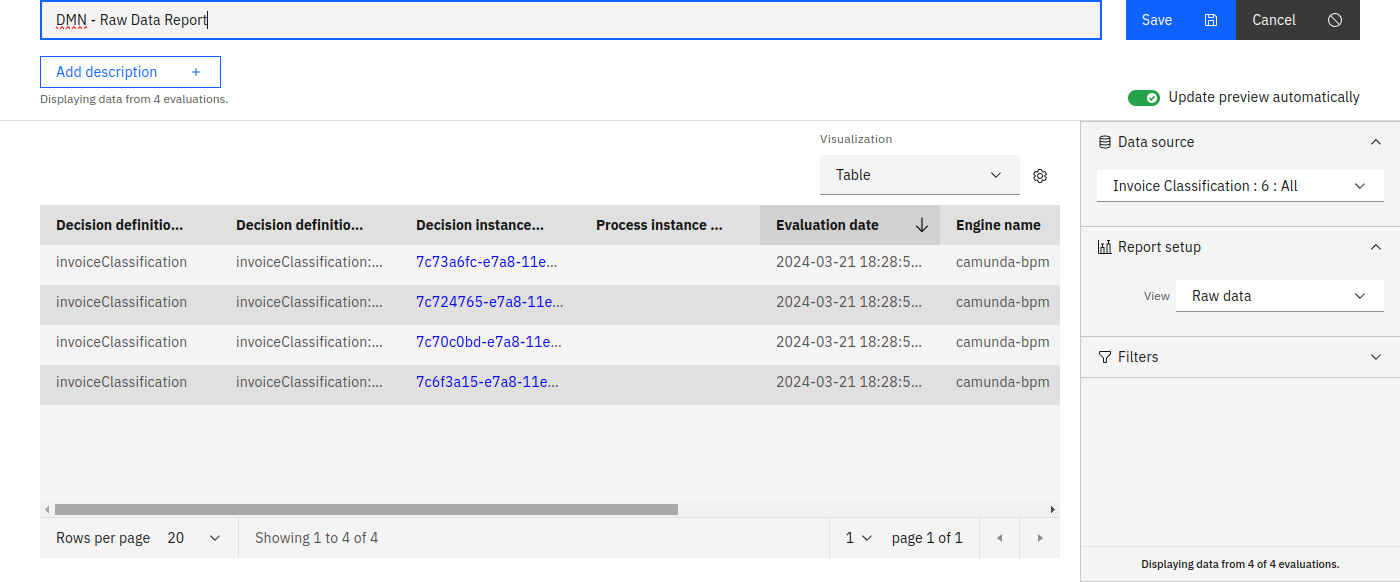 DMN - Raw Data Report
Save
Cancel
Add description +
Displaying data from 4 evaluations.
Update preview automatically
Visualization
Table
Decision definitio... Decision definitio... Decision instance... Process instance ... Evaluation date Engine name
invoiceClassification invoiceClassification:... 7c73a6fc-e7a8-11e... 2024-03-21 18:28:5... camunda-bpm
invoiceClassification invoiceClassification:... 7c724765-e7a8-11e... 2024-03-21 18:28:5... camunda-bpm
invoiceClassification invoiceClassification:... 7c70c0bd-e7a8-11e... 2024-03-21 18:28:5... camunda-bpm
invoiceClassification invoiceClassification:... 7c6f3a15-e7a8-11e... 2024-03-21 18:28:5... camunda-bpm
Rows per page 20 Showing 1 to 4 of 4 1 page 1 of 1
Data source
Invoice Classification : 6 : All
Report setup
View Raw data
Filters
Displaying data from 4 of 4 evaluations.